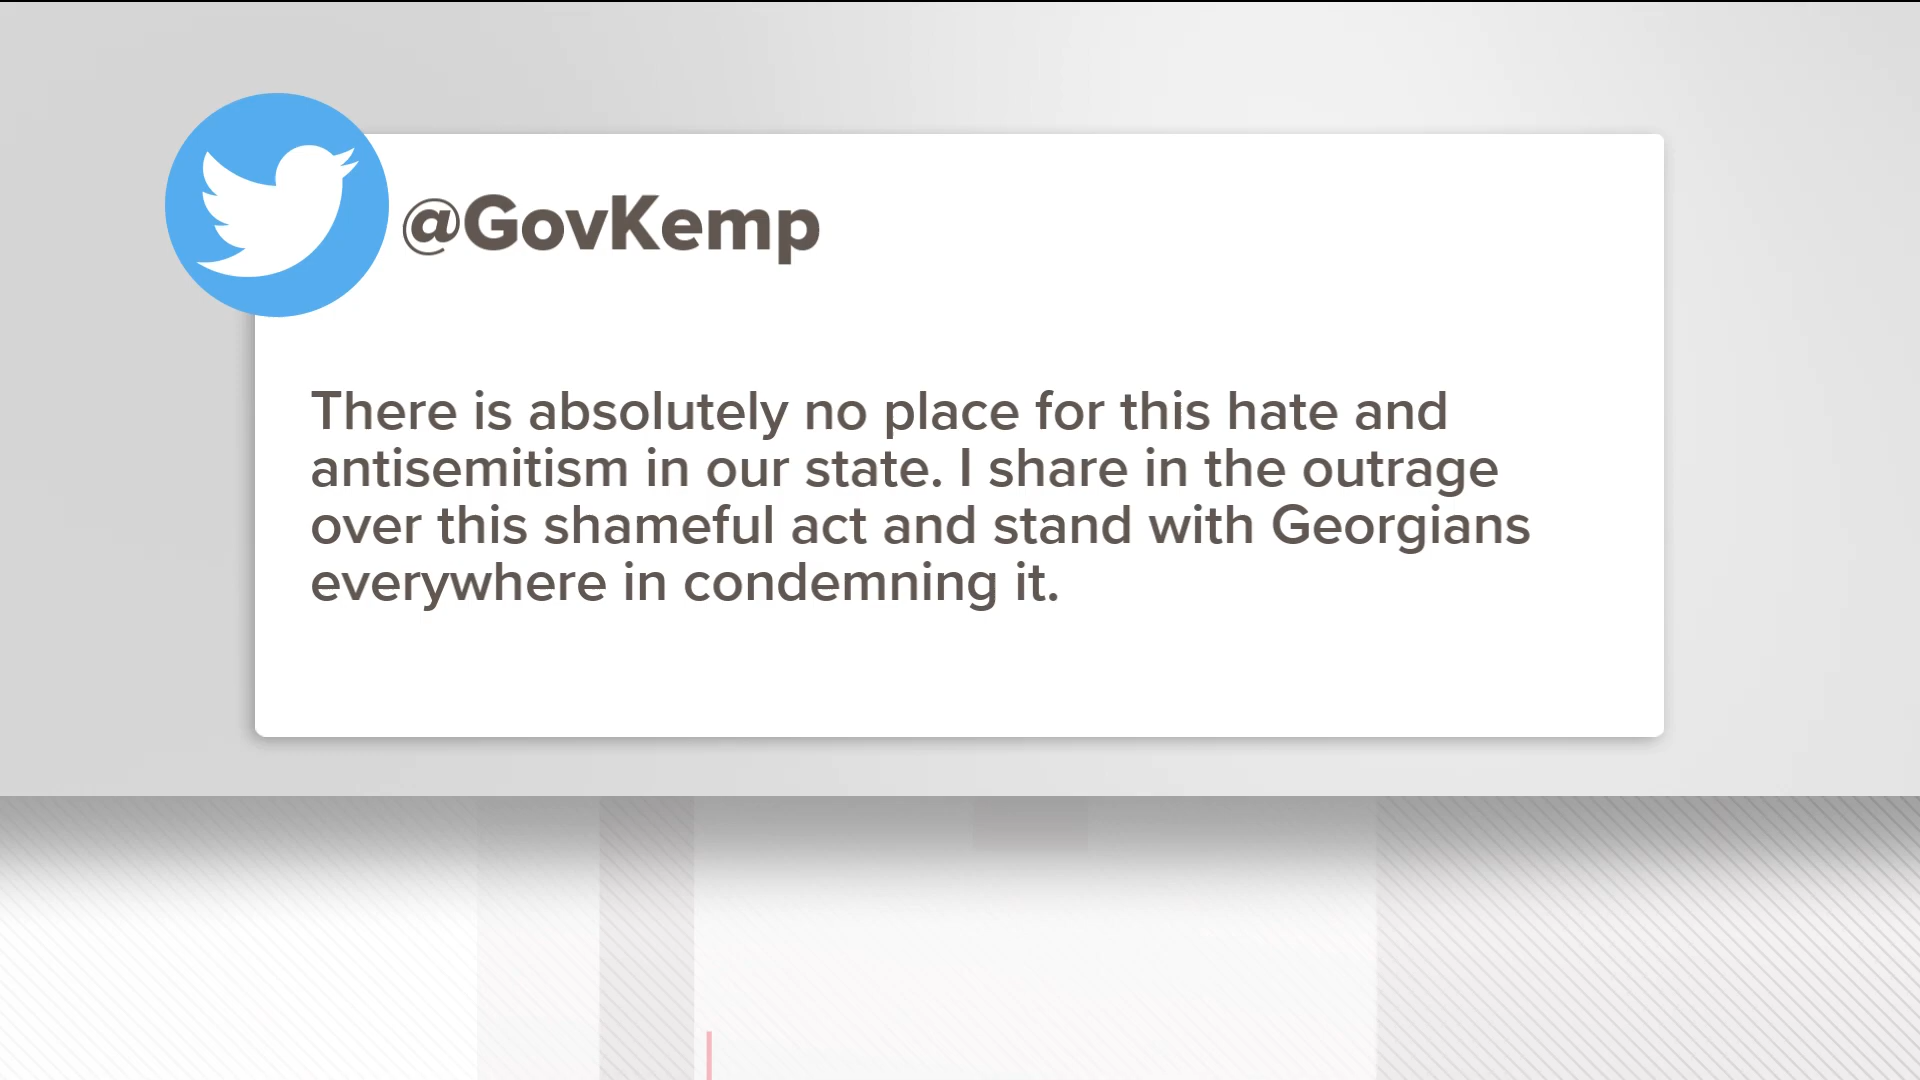 @GovKemp
There is absolutely no place for this hate and
antisemitism in our state. I share in the outrage
over this shameful act and stand with Georgians
everywhere in condemning it.